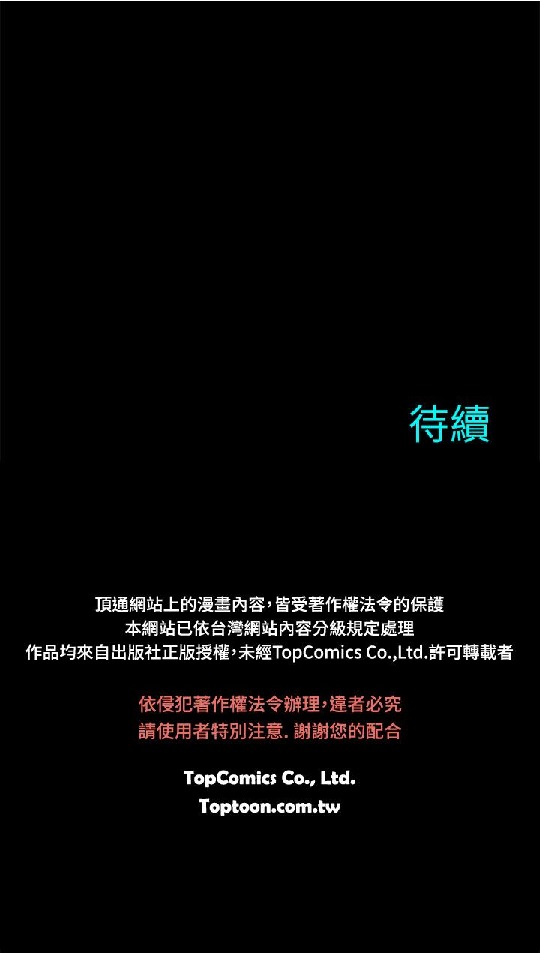 待續
頂通網站上的漫畫內容，皆受著作權法令的保護
本網站已依台灣網站內容分級規定處理
作品均來自出版社正版授權，未經TopComics Co.,Ltd.許可轉載者
依侵犯著作權法令辦理，違者必究
請使用者特別注意. 謝謝您的配合
TopComics Co., Ltd.
Toptoon.com.tw